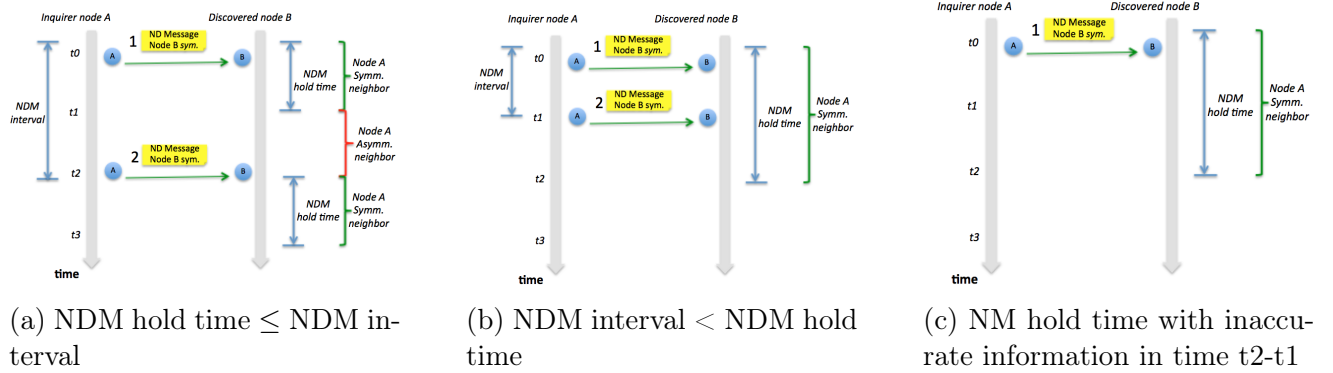 Inquirer node A
Discovered node B
t0
1
ND Message
Node B sym.
A
B
NDM
interval
t1
t2
2
ND Message
Node B sym.
A
B
t3
time
NDM
hold time
Node A
Symm.
neighbor
Node A
Asymm.
neighbor
NDM
hold time
Node A
Symm.
neighbor
(a) NDM hold time ≤ NDM in-
terval
Inquirer node A
Discovered node B
t0
1
ND Message
Node B sym.
A
B
NDM
interval
t1
2
ND Message
Node B sym.
A
B
t2
t3
time
NDM
hold time
Node A
Symm.
neighbor
(b) NDM interval < NDM hold
time
Inquirer node A
Discovered node B
t0
1
ND Message
Node B sym.
A
B
t1
t2
t3
time
NDM
hold time
Node A
Symm.
neighbor
(c) NM hold time with inaccu-
rate information in time t2-t1